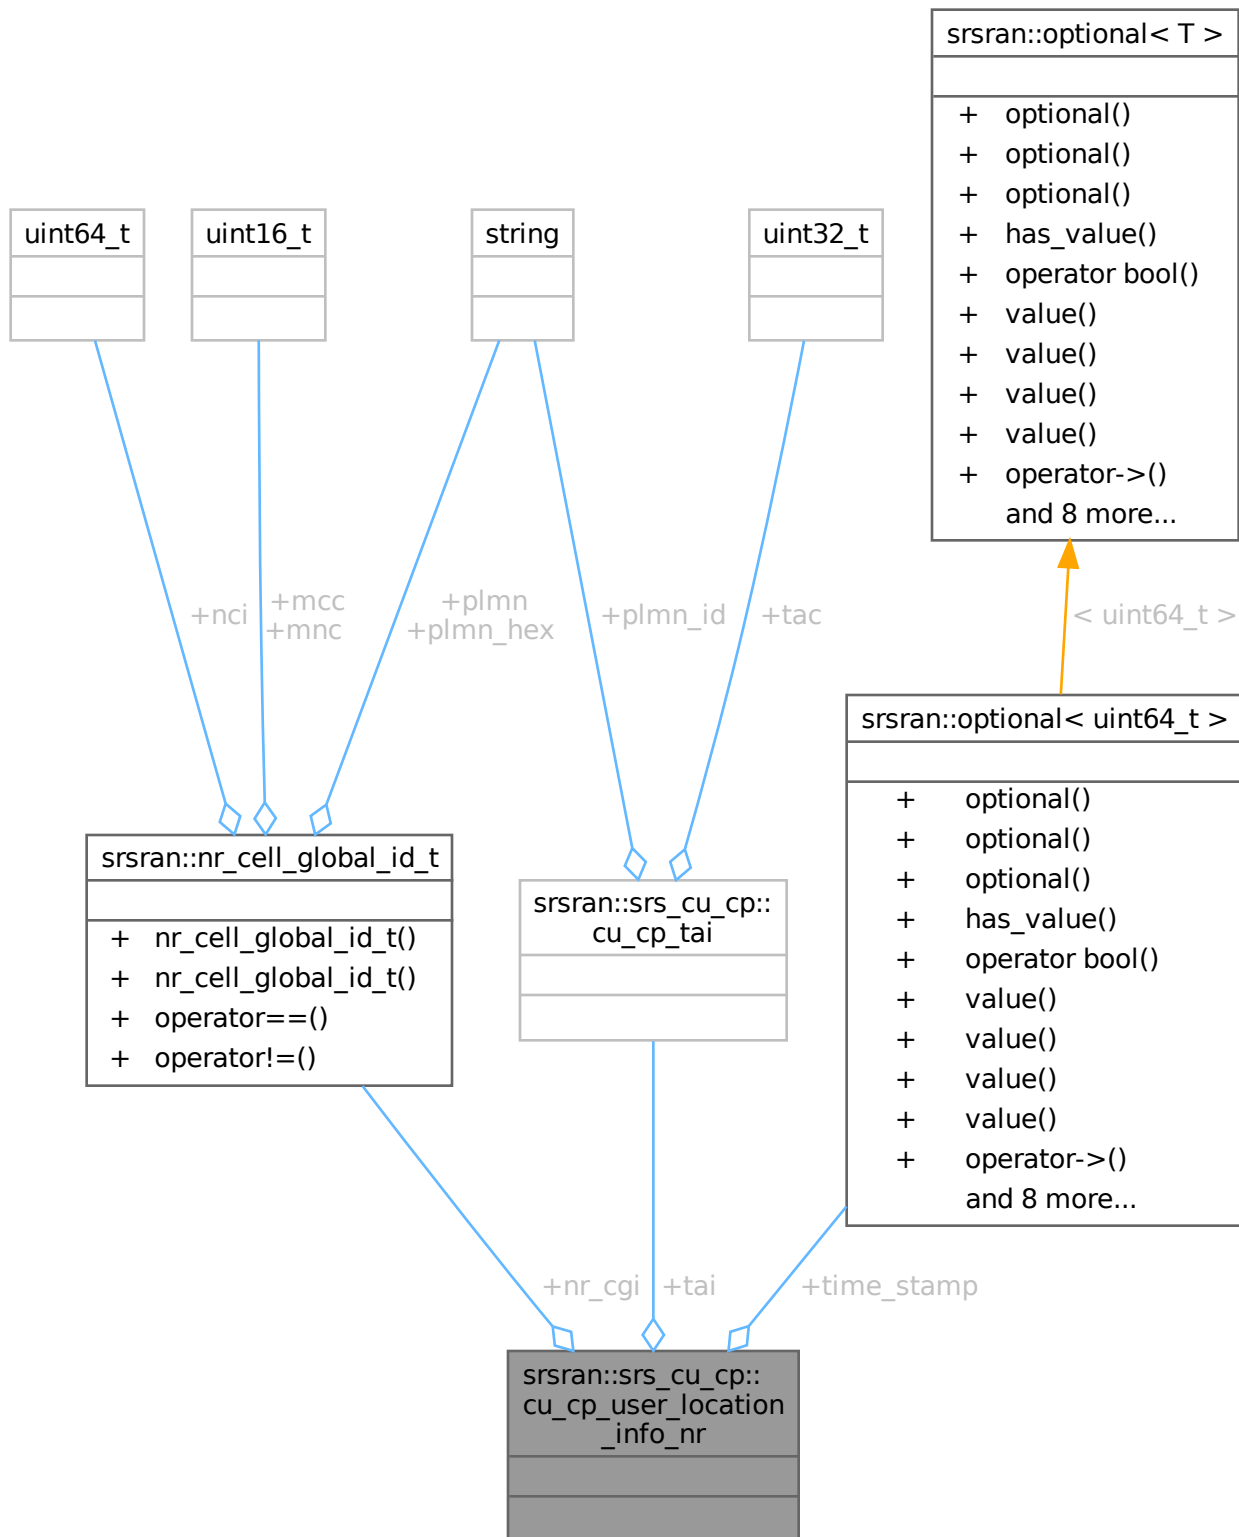 srsran::optional< T >
+ optional()
+ optional()
+ optional()
+ has_value()
+ operator bool()
+ value()
+ value()
+ value()
+ value()
+ operator->()
and 8 more...
uint64_t
uint16_t
string
uint32_t
+nci
+mcc
+mnc
+plmn
+plmn_hex
+plmn_id
+tac
< uint64_t >
srsran::nr_cell_global_id_t
+ nr_cell_global_id_t()
+ nr_cell_global_id_t()
+ operator==()
+ operator!=()
srsran::srs_cu_cp::
cu_cp_tai
srsran::optional< uint64_t >
+ optional()
+ optional()
+ optional()
+ has_value()
+ operator bool()
+ value()
+ value()
+ value()
+ value()
+ operator->()
and 8 more...
+nr_cgi
+tai
+time_stamp
srsran::srs_cu_cp::
cu_cp_user_location
_info_nr